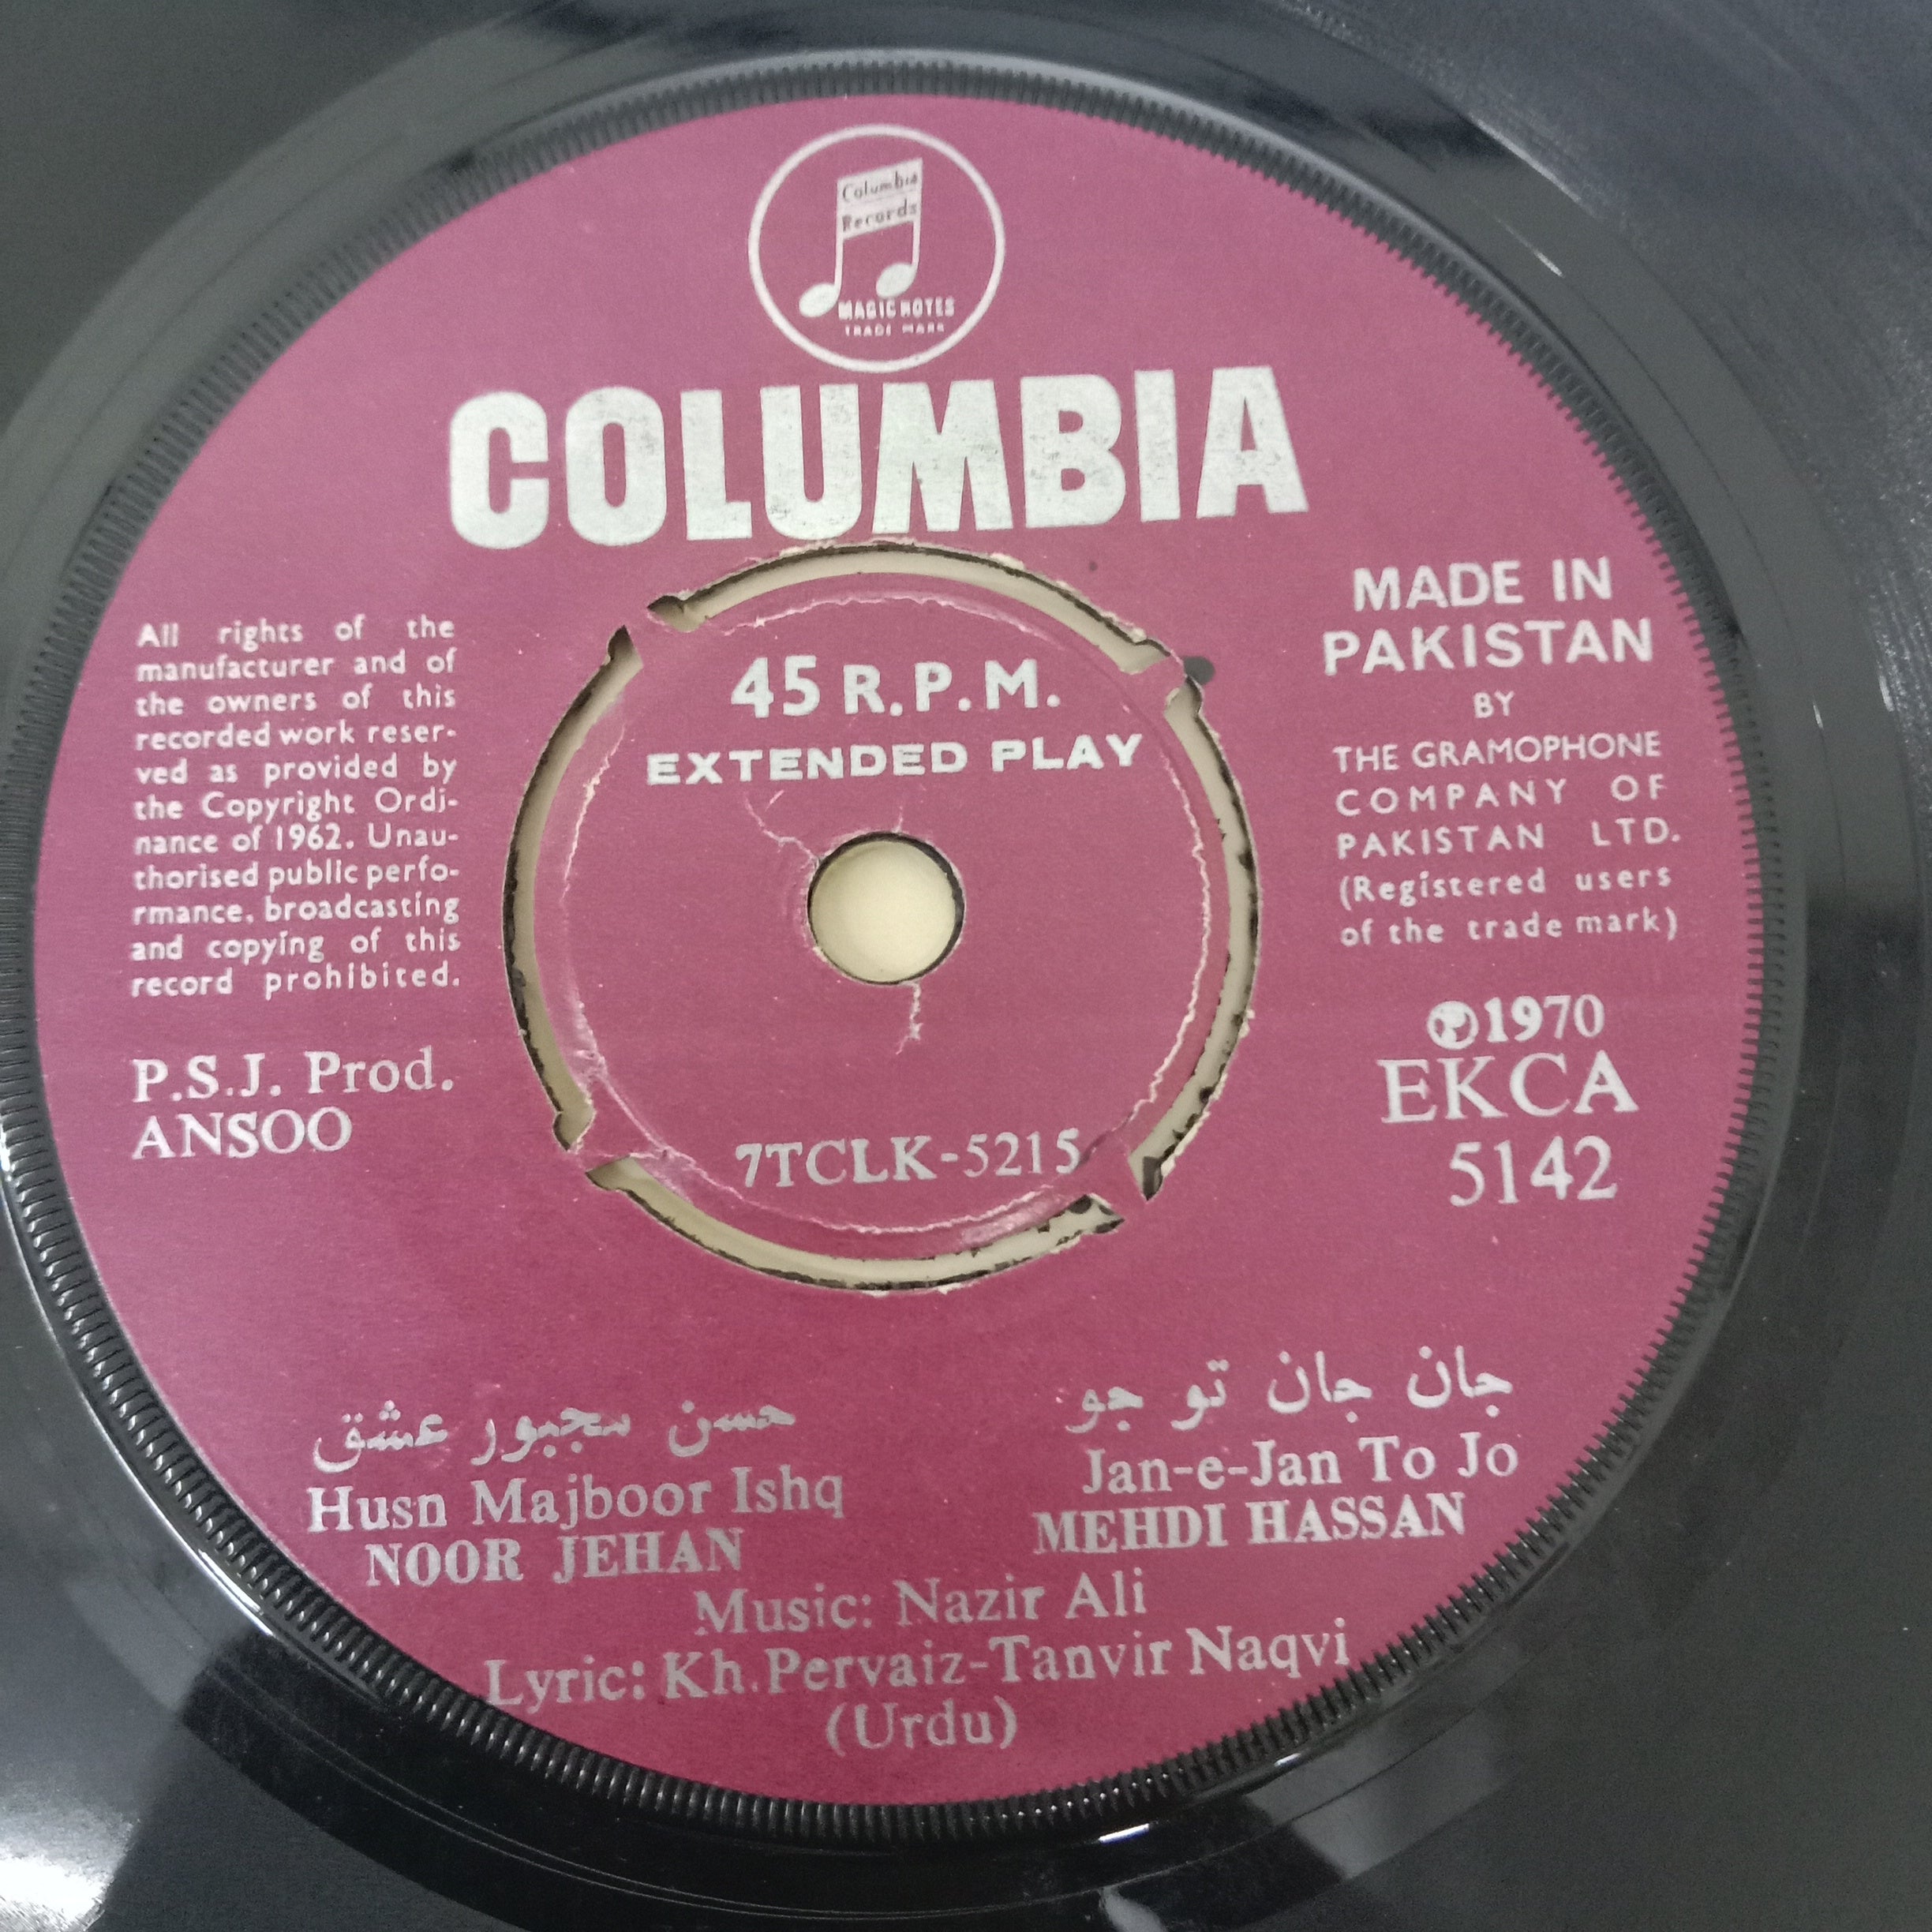 Columbia
Records
MAGIC NOTES
TRADE MARK
COLUMBIA
45 R.P.M.
EXTENDED PLAY
All rights of the
manufacturer and of
the owners of this
recorded work reser-
ved as provided by
the Copyright Ordi-
nance of 1962. Unau-
thorised public perfo-
rmance, broadcasting
and copying of this
record prohibited.
P.S.J. Prod.
ANSOO
MADE IN
PAKISTAN
BY
THE GRAMOPHONE
COMPANY OF
PAKISTAN LTD.
(Registered users
of the trade mark)
℗1970
EKCA
5142
7TCLK-5215
حسن مجبور عشق
Husn Majboor Ishq
NOOR JEHAN
جان جان تو جو
Jan-e-Jan To Jo
MEHDI HASSAN
Music: Nazir Ali
Lyric: Kh.Pervaiz-Tanvir Naqvi
(Urdu)